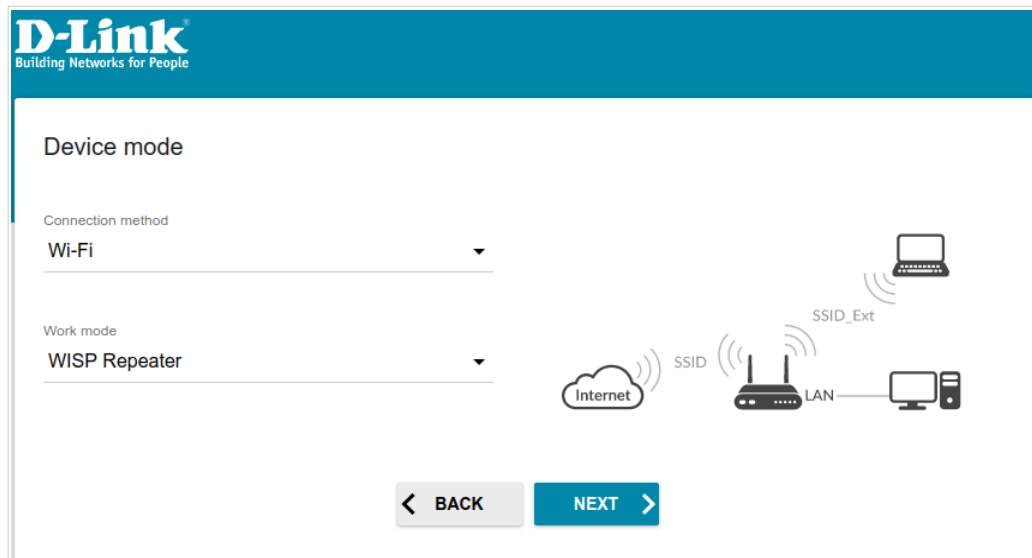 D-Link®
Building Networks for People
Device mode
Connection method
Wi-Fi
Work mode
WISP Repeater
SSID_Ext
SSID
Internet
LAN
BACK
NEXT